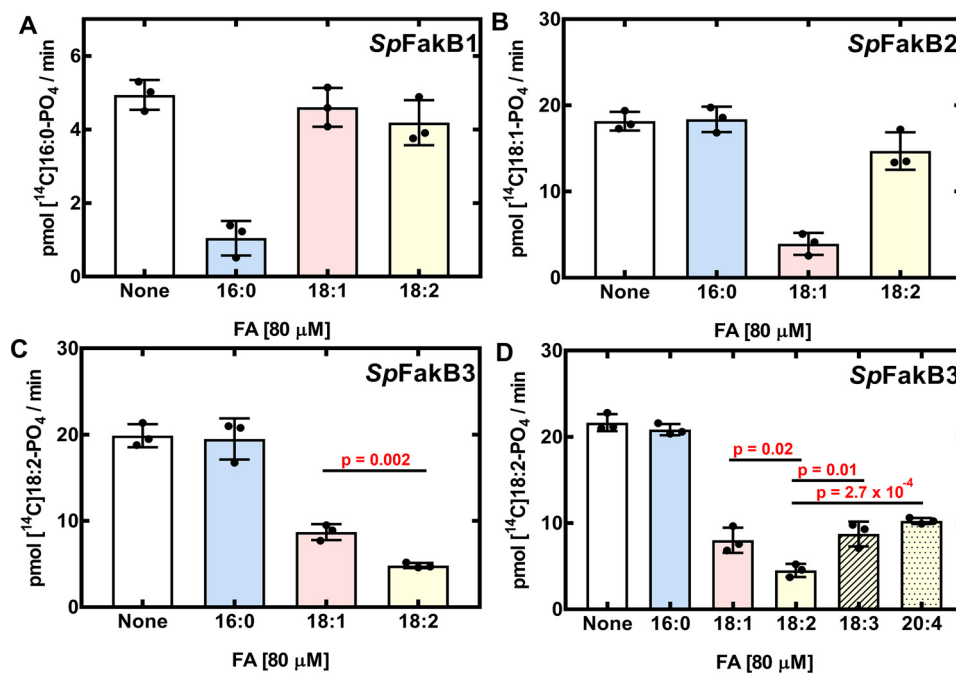 A
SpFakB1
pmol [¹⁴C]16:0-PO₄ / min
6
4
2
0
None 16:0 18:1 18:2
FA [80 μM]
B
SpFakB2
pmol [¹⁴C]18:1-PO₄ / min
30
20
10
0
None 16:0 18:1 18:2
FA [80 μM]
C
SpFakB3
pmol [¹⁴C]18:2-PO₄ / min
30
20
10
0
p = 0.002
None 16:0 18:1 18:2
FA [80 μM]
D
SpFakB3
pmol [¹⁴C]18:2-PO₄ / min
30
20
10
0
p = 0.02
p = 0.01
p = 2.7 x 10⁻⁴
None 16:0 18:1 18:2 18:3 20:4
FA [80 μM]